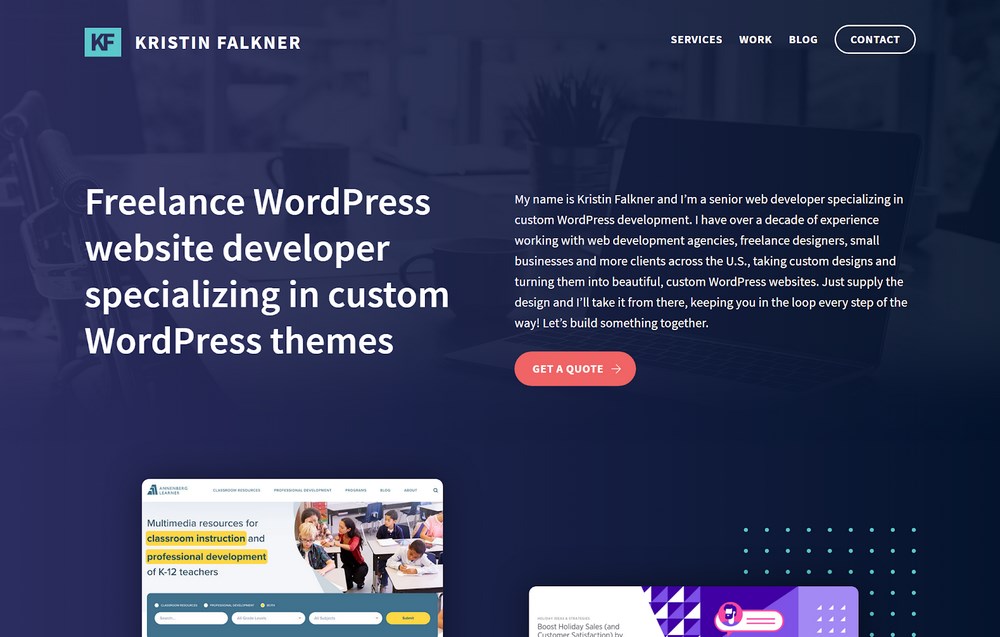 KF KRISTIN FALKNER
SERVICES WORK BLOG CONTACT
Freelance WordPress
website developer
specializing in custom
WordPress themes
My name is Kristin Falkner and I’m a senior web developer specializing in
custom WordPress development. I have over a decade of experience
working with web development agencies, freelance designers, small
businesses and more clients across the U.S., taking custom designs and
turning them into beautiful, custom WordPress websites. Just supply the
design and I’ll take it from there, keeping you in the loop every step of the
way! Let’s build something together.
GET A QUOTE
ANNENBERG
LEARNER
CLASSROOM RESOURCES PROFESSIONAL DEVELOPMENT PROGRAMS BLOG ABOUT
Multimedia resources for
classroom instruction and
professional development
of K-12 teachers
CLASSROOM RESOURCES PROFESSIONAL DEVELOPMENT BOTH
Search... All Grade Levels All Subjects Submit
HOLIDAY IDEAS & STRATEGIES
Boost Holiday Sales (and
Customer Satisfaction) by